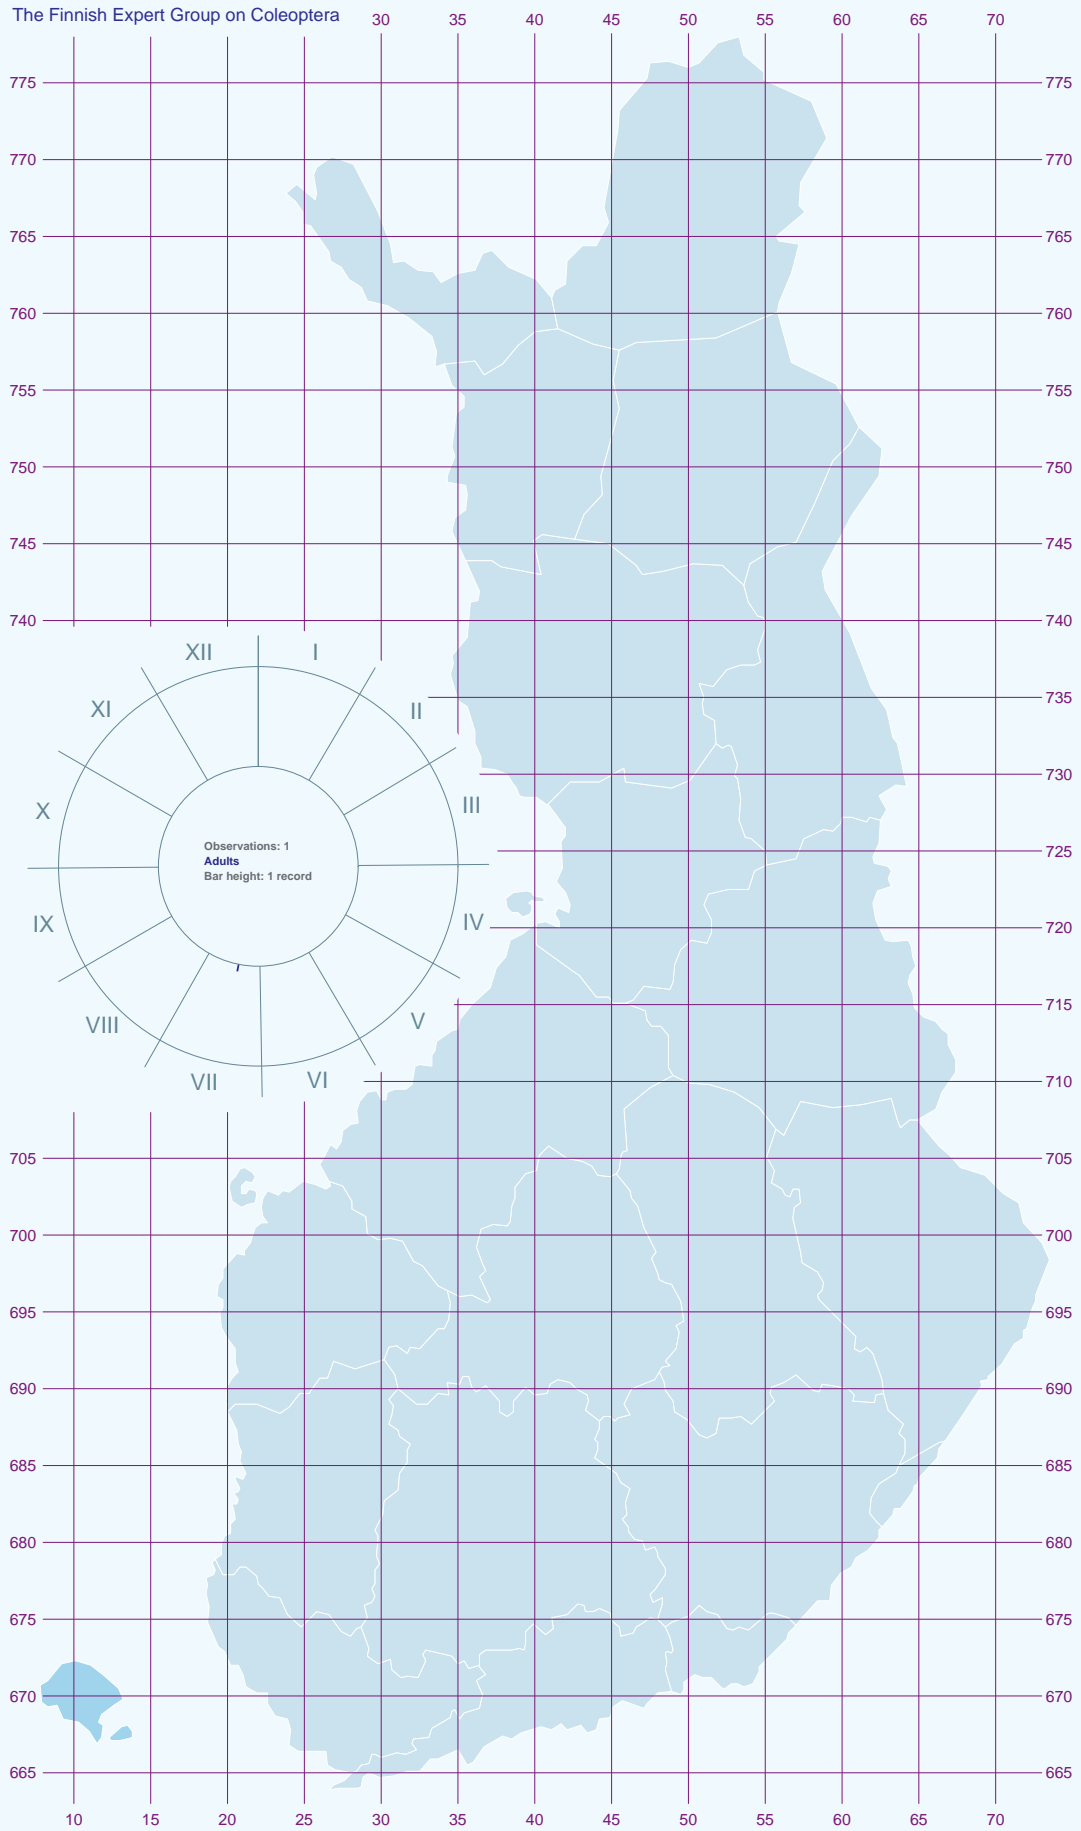 The Finnish Expert Group on Coleoptera
30 35 40 45 50 55 60 65 70
775 775
770 770
765 765
760 760
755 755
750 750
745 745
740 740
XII I
XI II
735
730
X III
725
Observations: 1
Adults
Bar height: 1 record
IX IV
720
715
VIII V
VII VI
710
705 705
700 700
695 695
690 690
685 685
680 680
675 675
670 670
665 665
10 15 20 25 30 35 40 45 50 55 60 65 70